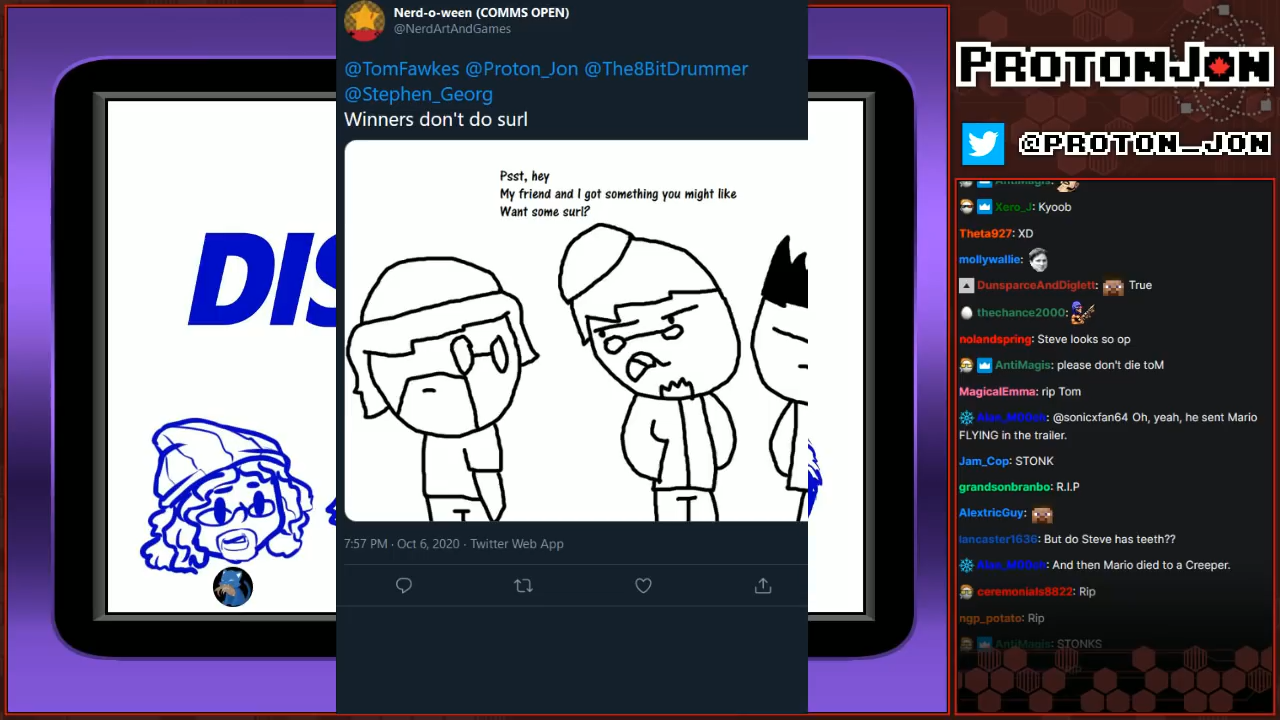 Nerd-o-ween (COMMS OPEN)
@NerdArtAndGames
@TomFawkes @Proton_Jon @The8BitDrummer
@Stephen_Georg
Winners don't do surl
Psst, hey
My friend and I got something you might like
Want some surl?
7:57 PM · Oct 6, 2020 · Twitter Web App
DIS
PROTONJON
@PROTON_JON
AntiMagis:
Xero_J: Kyoob
Theta927: XD
mollywallie:
DunsparceAndDiglett: True
thechance2000:
nolandspring: Steve looks so op
AntiMagis: please don't die toM
MagicalEmma: rip Tom
@sonicxfan64 Oh, yeah, he sent Mario
FLYING in the trailer.
Jam_Cop: STONK
grandsonbranbo: R.I.P
AlextricGuy:
lancaster1636: But do Steve has teeth??
And then Mario died to a Creeper.
ceremonials8822: Rip
ngp_potato: Rip
AntiMagis: STONKS